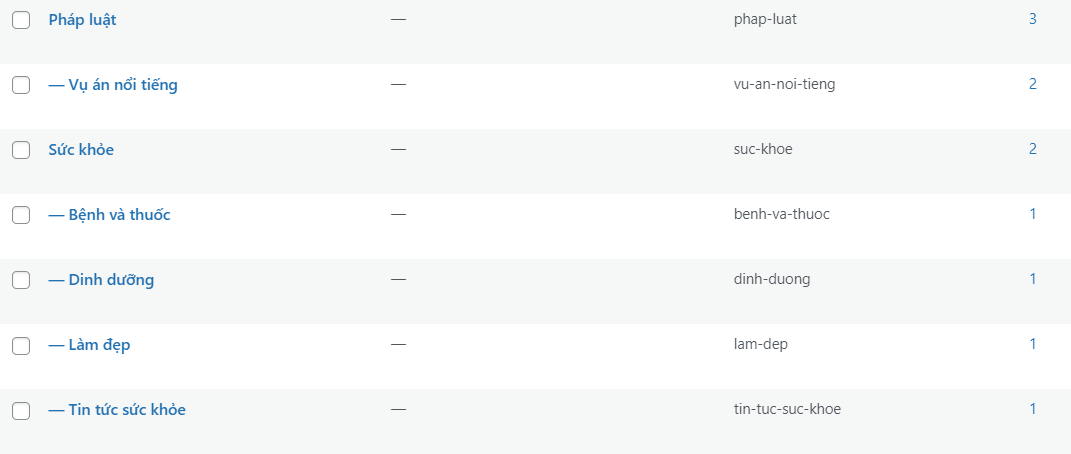 Pháp luật — phap-luat 3
— Vụ án nổi tiếng — vu-an-noi-tieng 2
Sức khỏe — suc-khoe 2
— Bệnh và thuốc — benh-va-thuoc 1
— Dinh dưỡng — dinh-duong 1
— Làm đẹp — lam-dep 1
— Tin tức sức khỏe — tin-tuc-suc-khoe 1